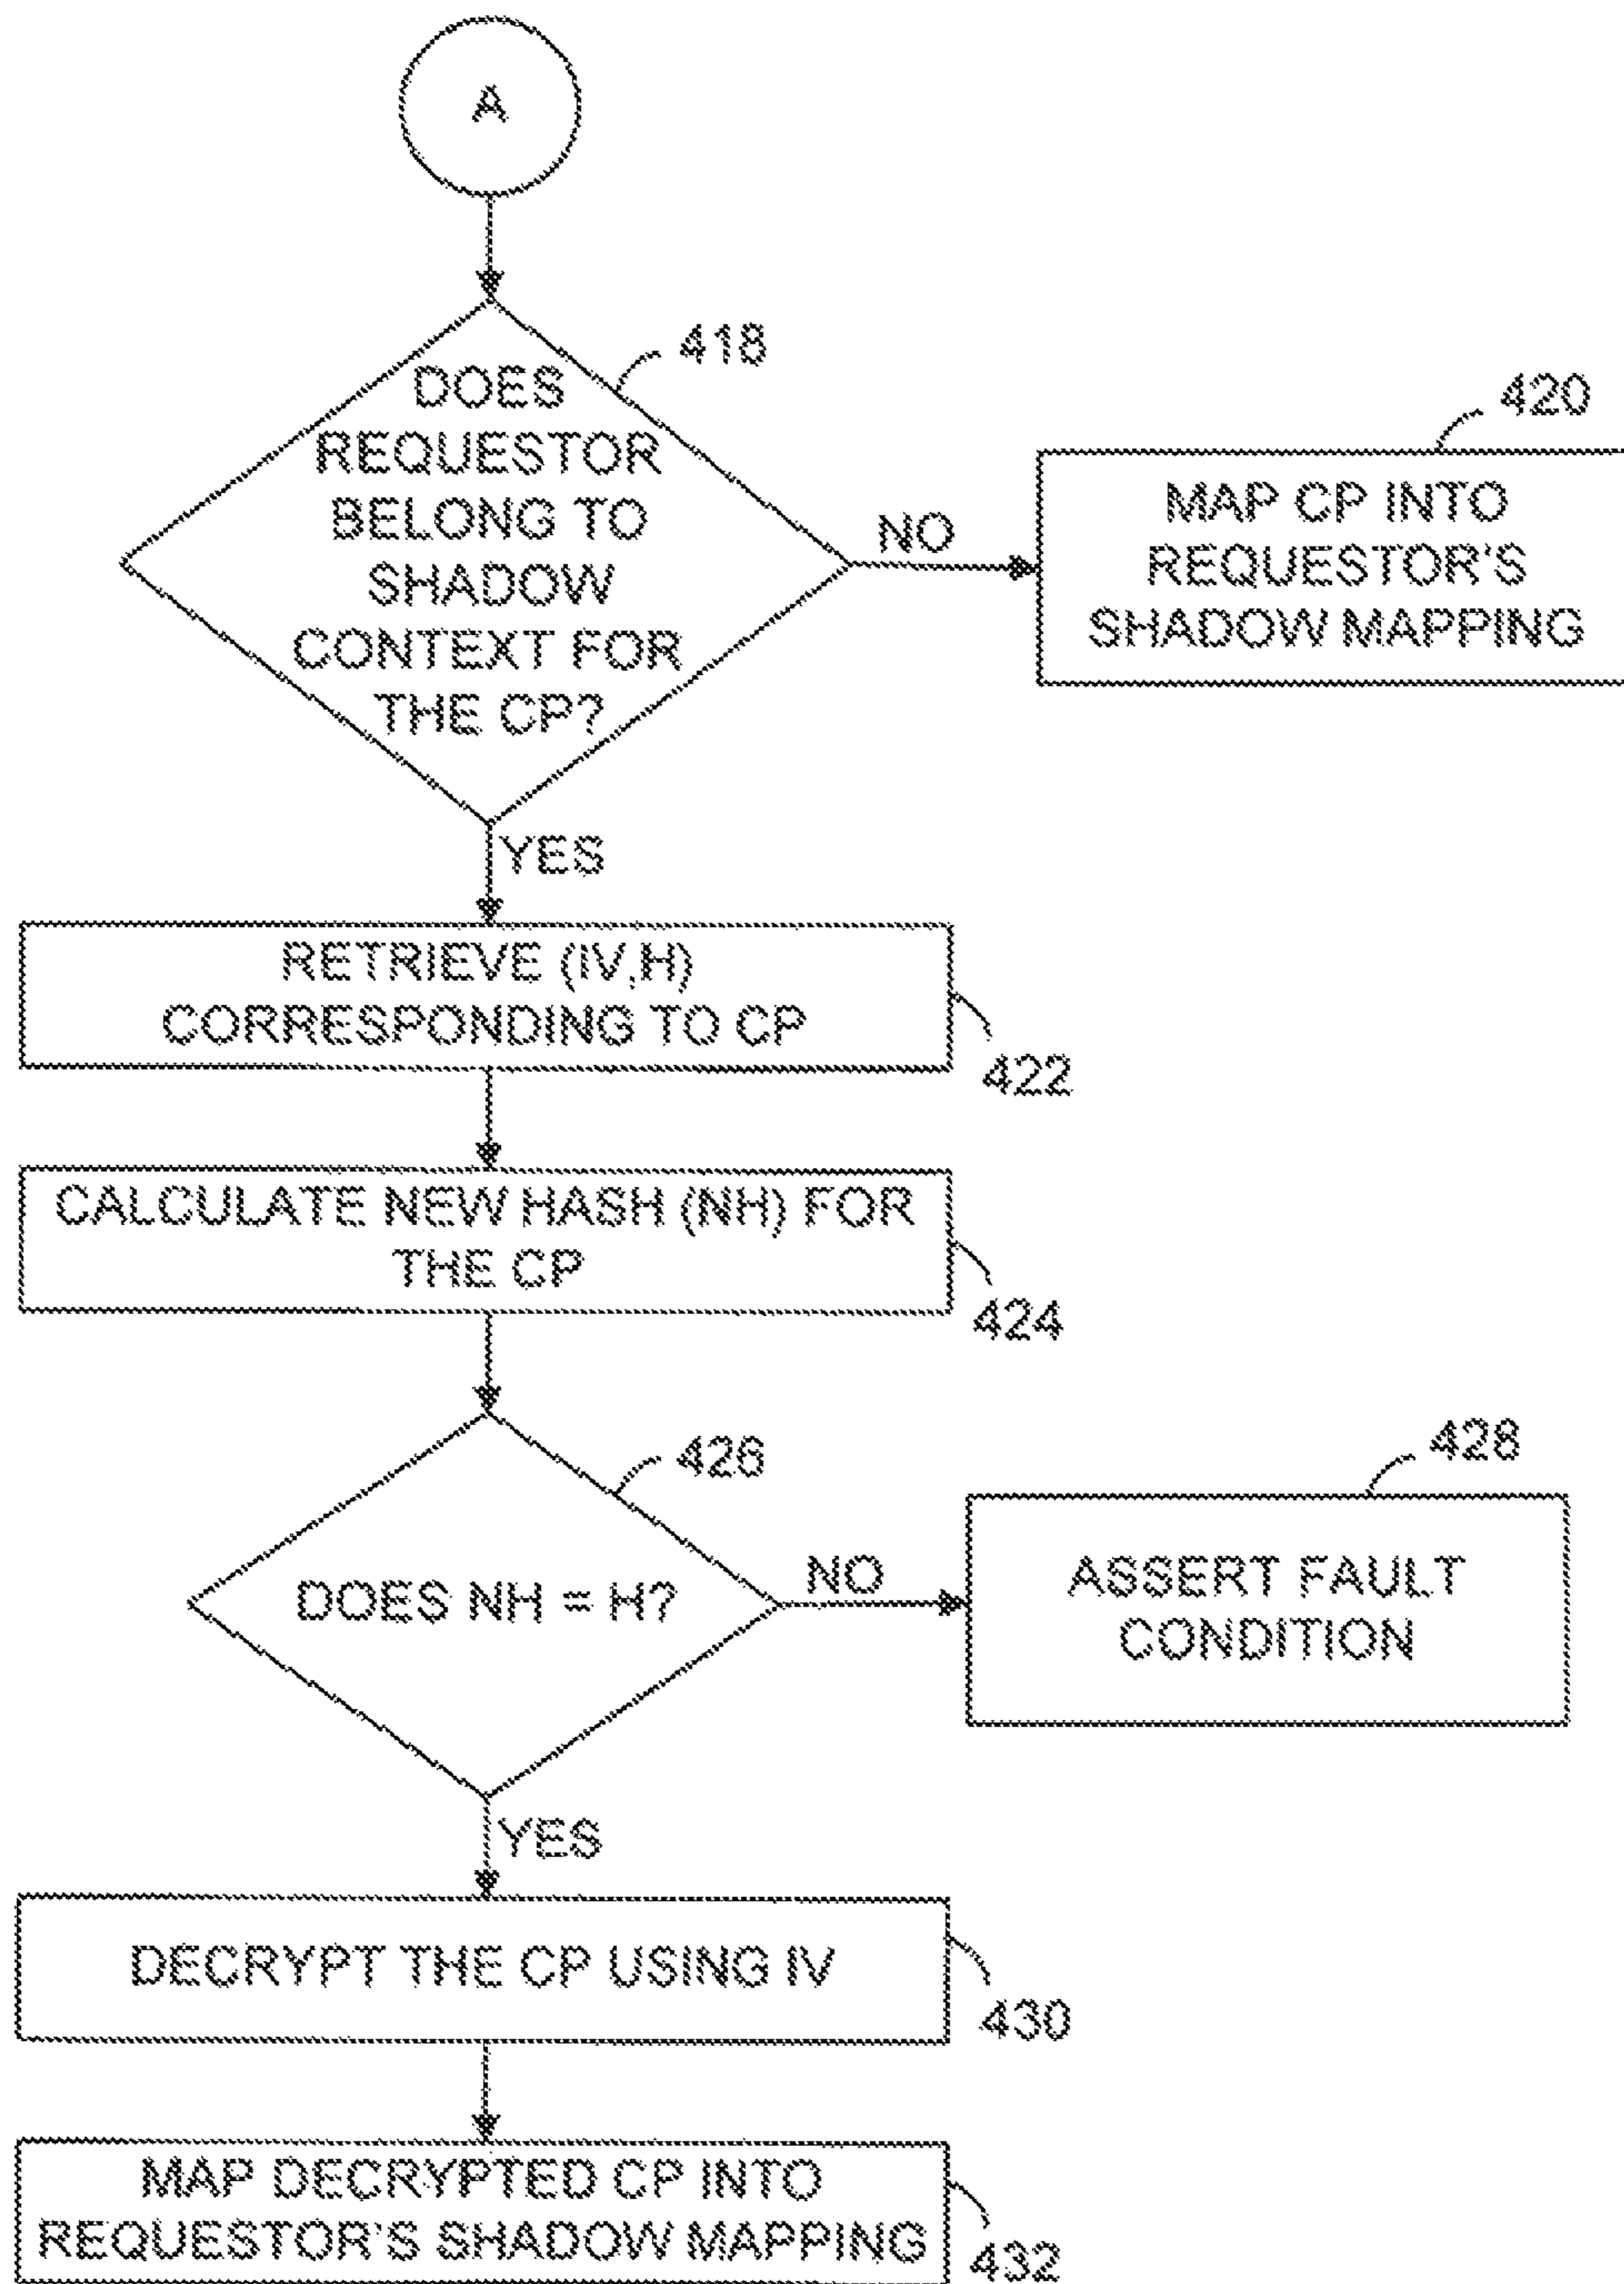 A
418
DOES
REQUESTOR
BELONG TO
SHADOW
CONTEXT FOR
THE CP?
NO
420
MAP CP INTO
REQUESTOR'S
SHADOW MAPPING
YES
RETRIEVE (IV,H)
CORRESPONDING TO CP
422
CALCULATE NEW HASH (NH) FOR
THE CP
424
426
DOES NH = H?
NO
428
ASSERT FAULT
CONDITION
YES
DECRYPT THE CP USING IV
430
MAP DECRYPTED CP INTO
REQUESTOR'S SHADOW MAPPING
432